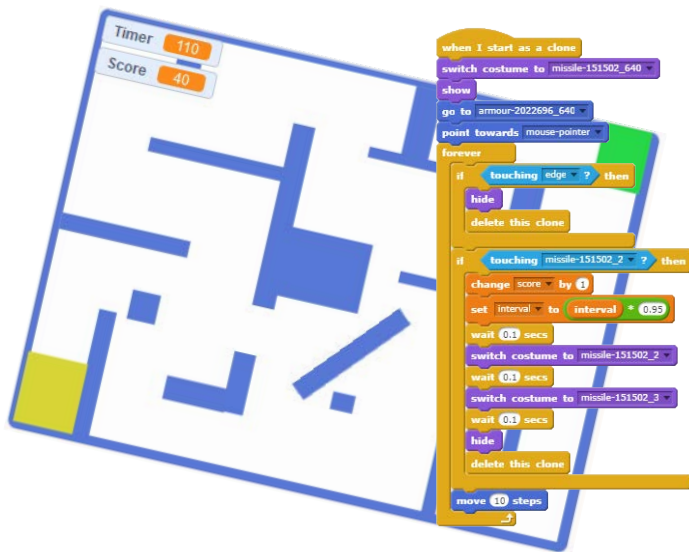 Timer 110
Score 40
when I start as a clone
switch costume to missile-151502_640
show
go to armour-2022696_640
point towards mouse-pointer
forever
if touching edge ? then
hide
delete this clone
if touching missile-151502_2 ? then
change score by 1
set interval to interval * 0.95
wait 0.1 secs
switch costume to missile-151502_2
wait 0.1 secs
switch costume to missile-151502_3
wait 0.1 secs
hide
delete this clone
move 10 steps